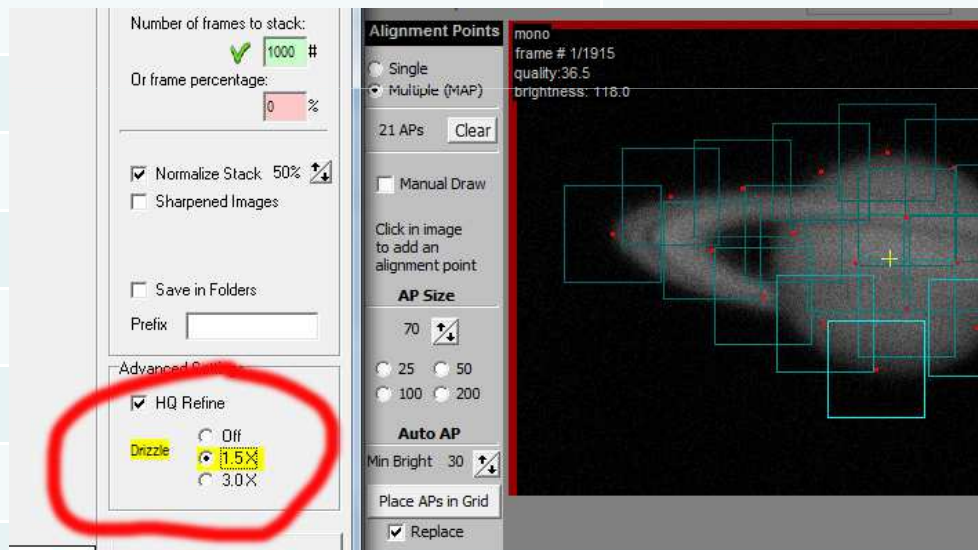 Number of frames to stack:
1000 #
Or frame percentage:
0 %
Normalize Stack 50%
Sharpened Images
Save in Folders
Prefix
Advanced Settings
HQ Refine
Drizzle
Off
1.5X
3.0X
Alignment Points
Single
Multiple (MAP)
21 APs Clear
Manual Draw
Click in image
to add an
alignment point
AP Size
70
25 50
100 200
Auto AP
Min Bright 30
Place APs in Grid
Replace
mono
frame # 1/1915
quality:36.5
brightness: 118.0